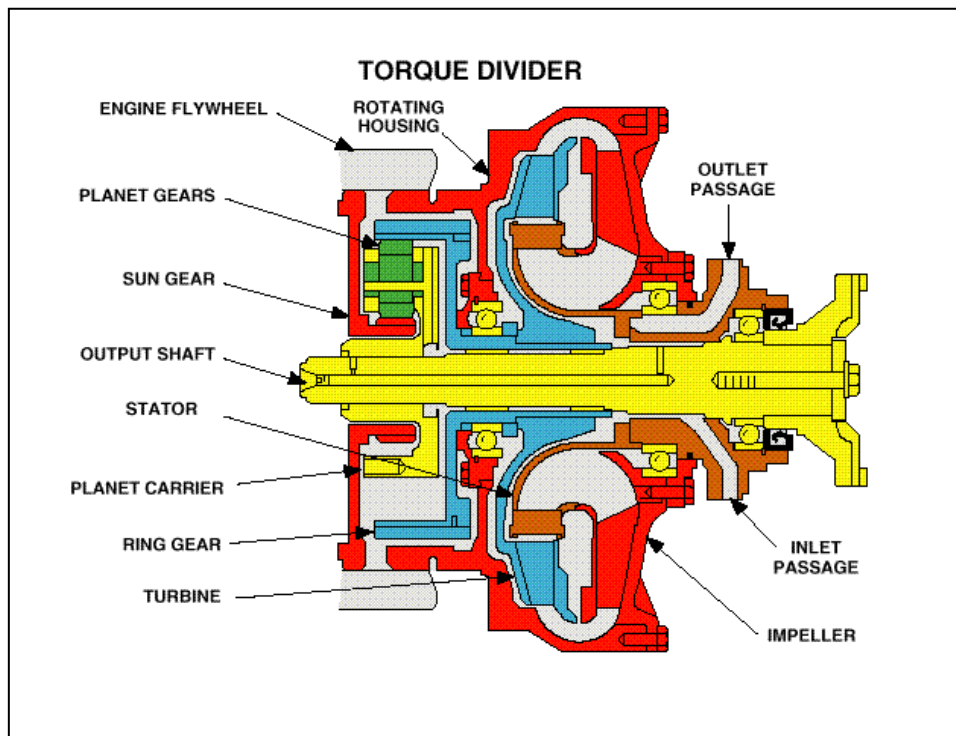 TORQUE DIVIDER
ENGINE FLYWHEEL
ROTATING
HOUSING
PLANET GEARS
OUTLET
PASSAGE
SUN GEAR
OUTPUT SHAFT
STATOR
PLANET CARRIER
RING GEAR
INLET
PASSAGE
TURBINE
IMPELLER